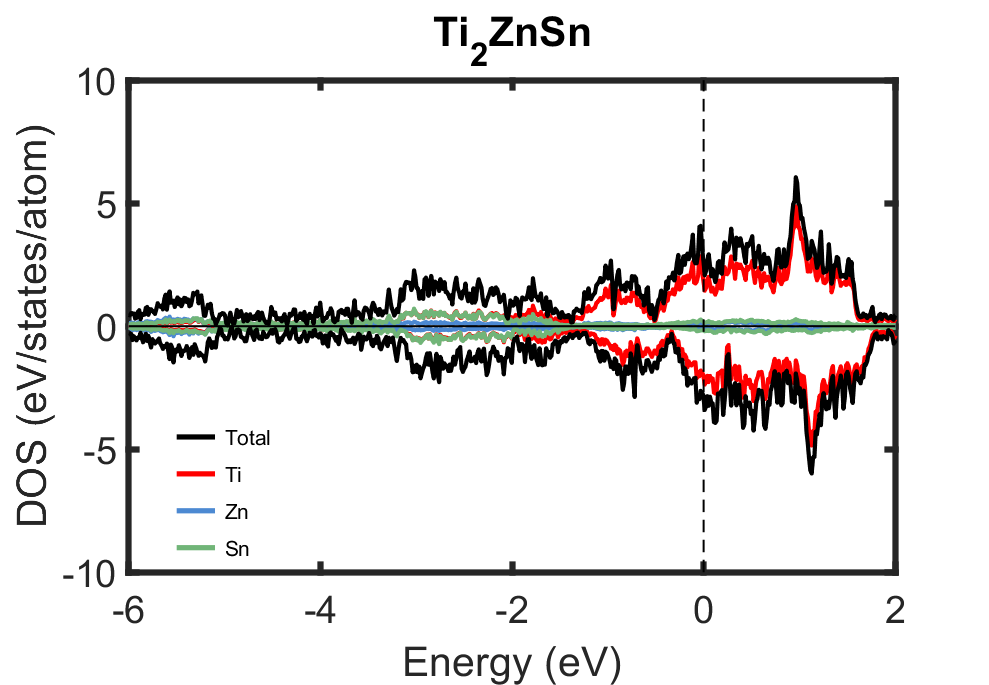 Ti2ZnSn
10
5
0
-5
-10
DOS (eV/states/atom)
Total
Ti
Zn
Sn
-6
-4
-2
0
2
Energy (eV)